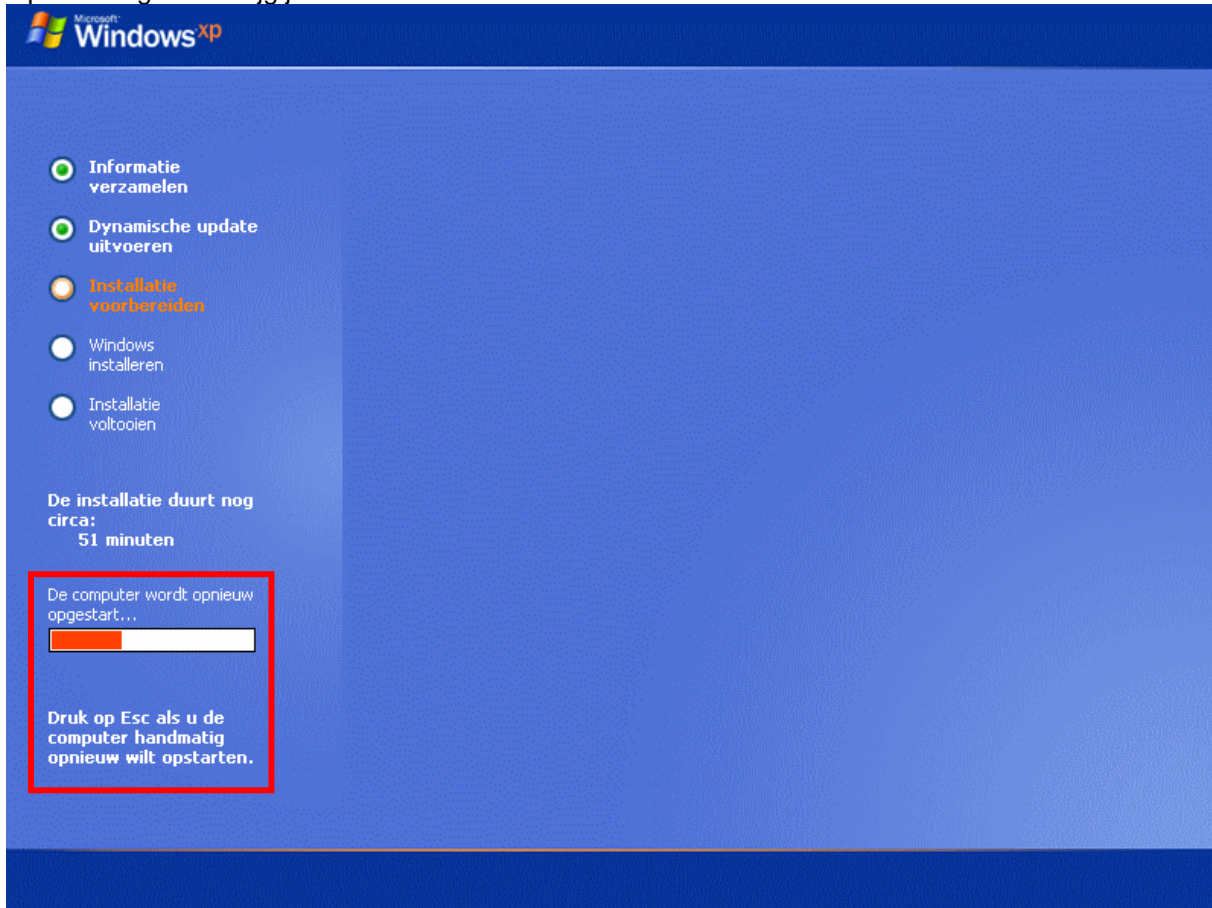 Microsoft
Windows xp
Informatie
verzamelen
Dynamische update
uitvoeren
Installatie
voorbereiden
Windows
installeren
Installatie
voltooien
De installatie duurt nog
circa:
51 minuten
De computer wordt opnieuw
opgestart...
Druk op Esc als u de
computer handmatig
opnieuw wilt opstarten.